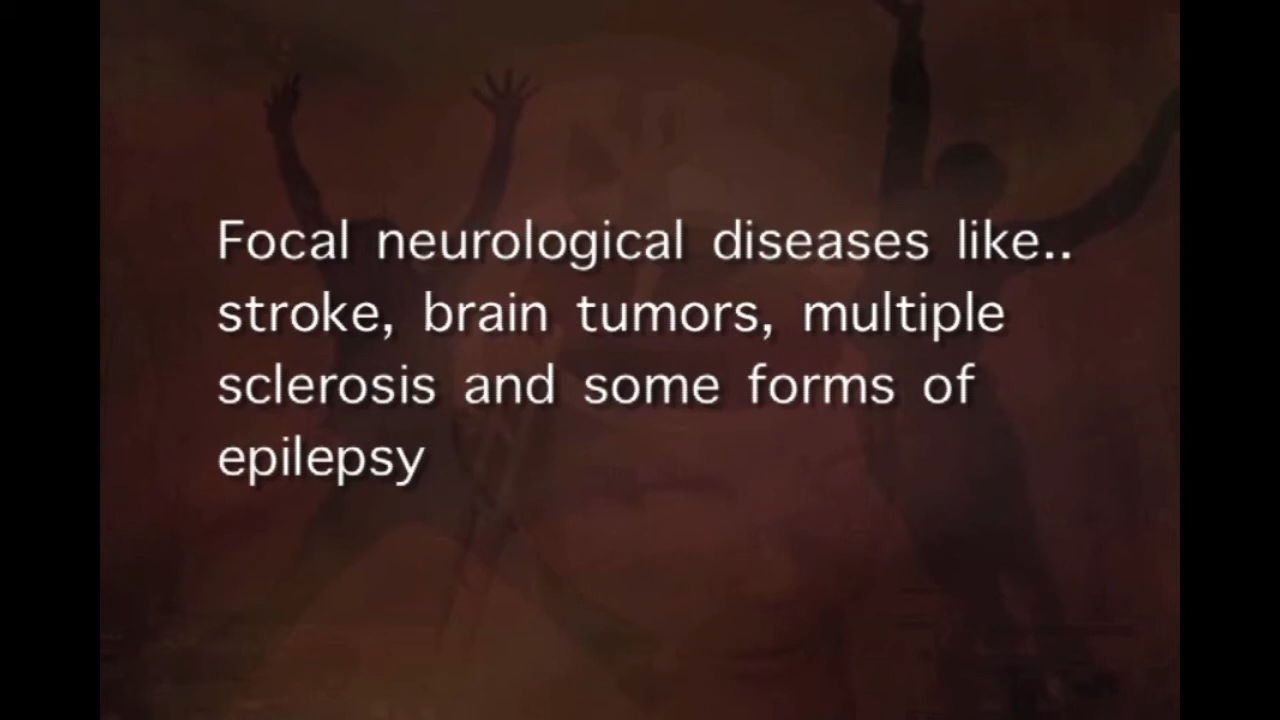 Focal neurological diseases like..
stroke, brain tumors, multiple
sclerosis and some forms of
epilepsy